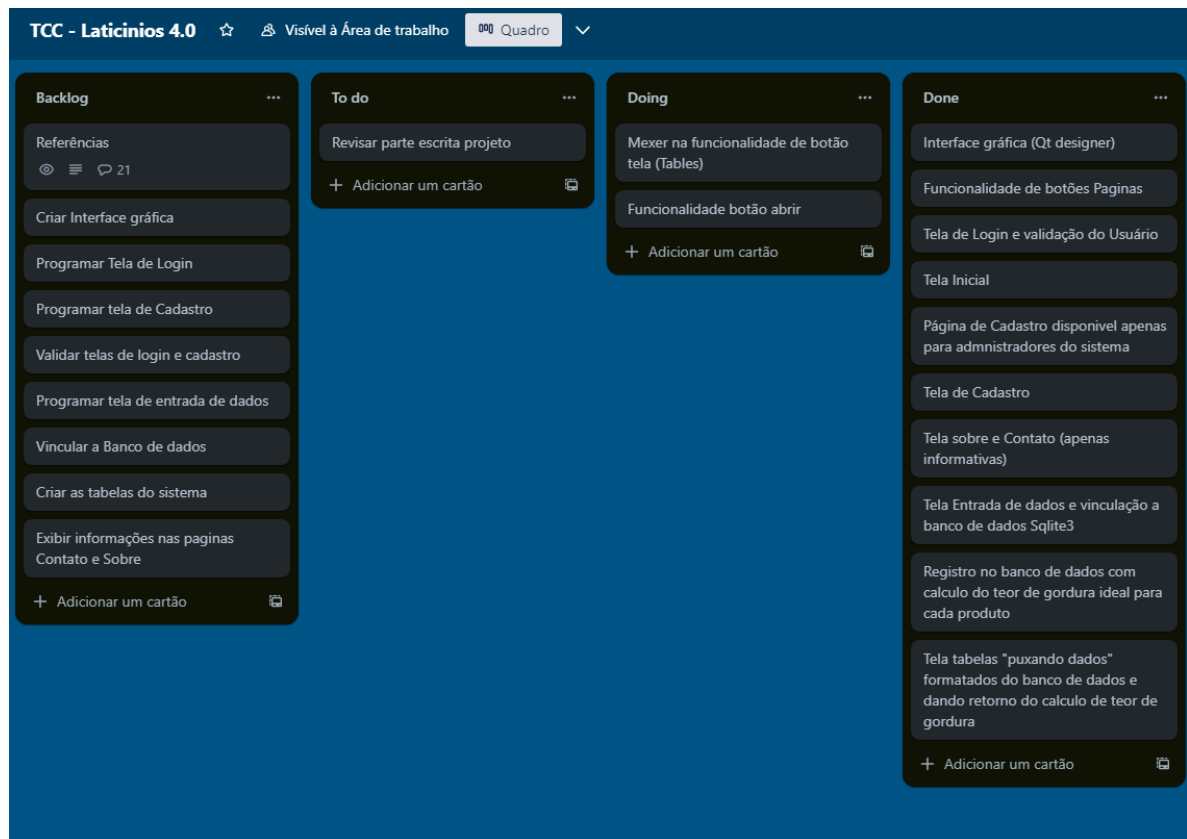 TCC - Laticinios 4.0
Visível à Área de trabalho
Quadro
Backlog
Referências
21
Criar Interface gráfica
Programar Tela de Login
Programar tela de Cadastro
Validar telas de login e cadastro
Programar tela de entrada de dados
Vincular a Banco de dados
Criar as tabelas do sistema
Exibir informações nas paginas
Contato e Sobre
Adicionar um cartão
To do
Revisar parte escrita projeto
Adicionar um cartão
Doing
Mexer na funcionalidade de botão
tela (Tables)
Funcionalidade botão abrir
Adicionar um cartão
Done
Interface gráfica (Qt designer)
Funcionalidade de botões Paginas
Tela de Login e validação do Usuário
Tela Inicial
Página de Cadastro disponivel apenas
para admnistradores do sistema
Tela de Cadastro
Tela sobre e Contato (apenas
informativas)
Tela Entrada de dados e vinculação a
banco de dados Sqlite3
Registro no banco de dados com
calculo do teor de gordura ideal para
cada produto
Tela tabelas "puxando dados"
formatados do banco de dados e
dando retorno do calculo de teor de
gordura
Adicionar um cartão